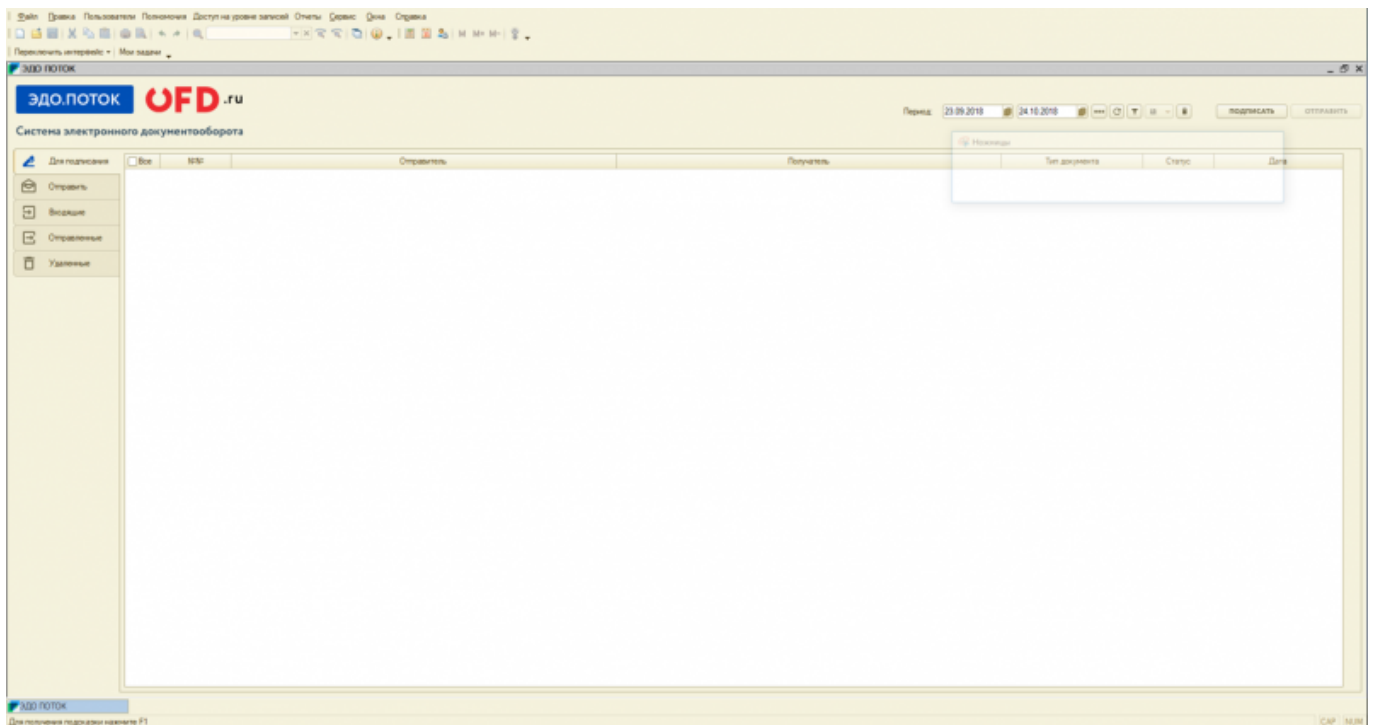 Файл Правка Пользователи Полномочия Доступ на уровне записей Отчеты Сервис Окна Справка
M M+ M-
Переключить интерфейс Мои задачи
ЭДО ПОТОК
ЭДО.ПОТОК OFD.ru
Период: 23.09.2018 24.10.2018 ПОДПИСАТЬ ОТПРАВИТЬ
Система электронного документооборота
Ножницы
Для подписания Все №№ Отправитель Получатель Тип документа Статус Дата
Отправить
Входящие
Отправленные
Удаленные
ЭДО ПОТОК
Для получения подсказки нажмите F1 CAP NUM